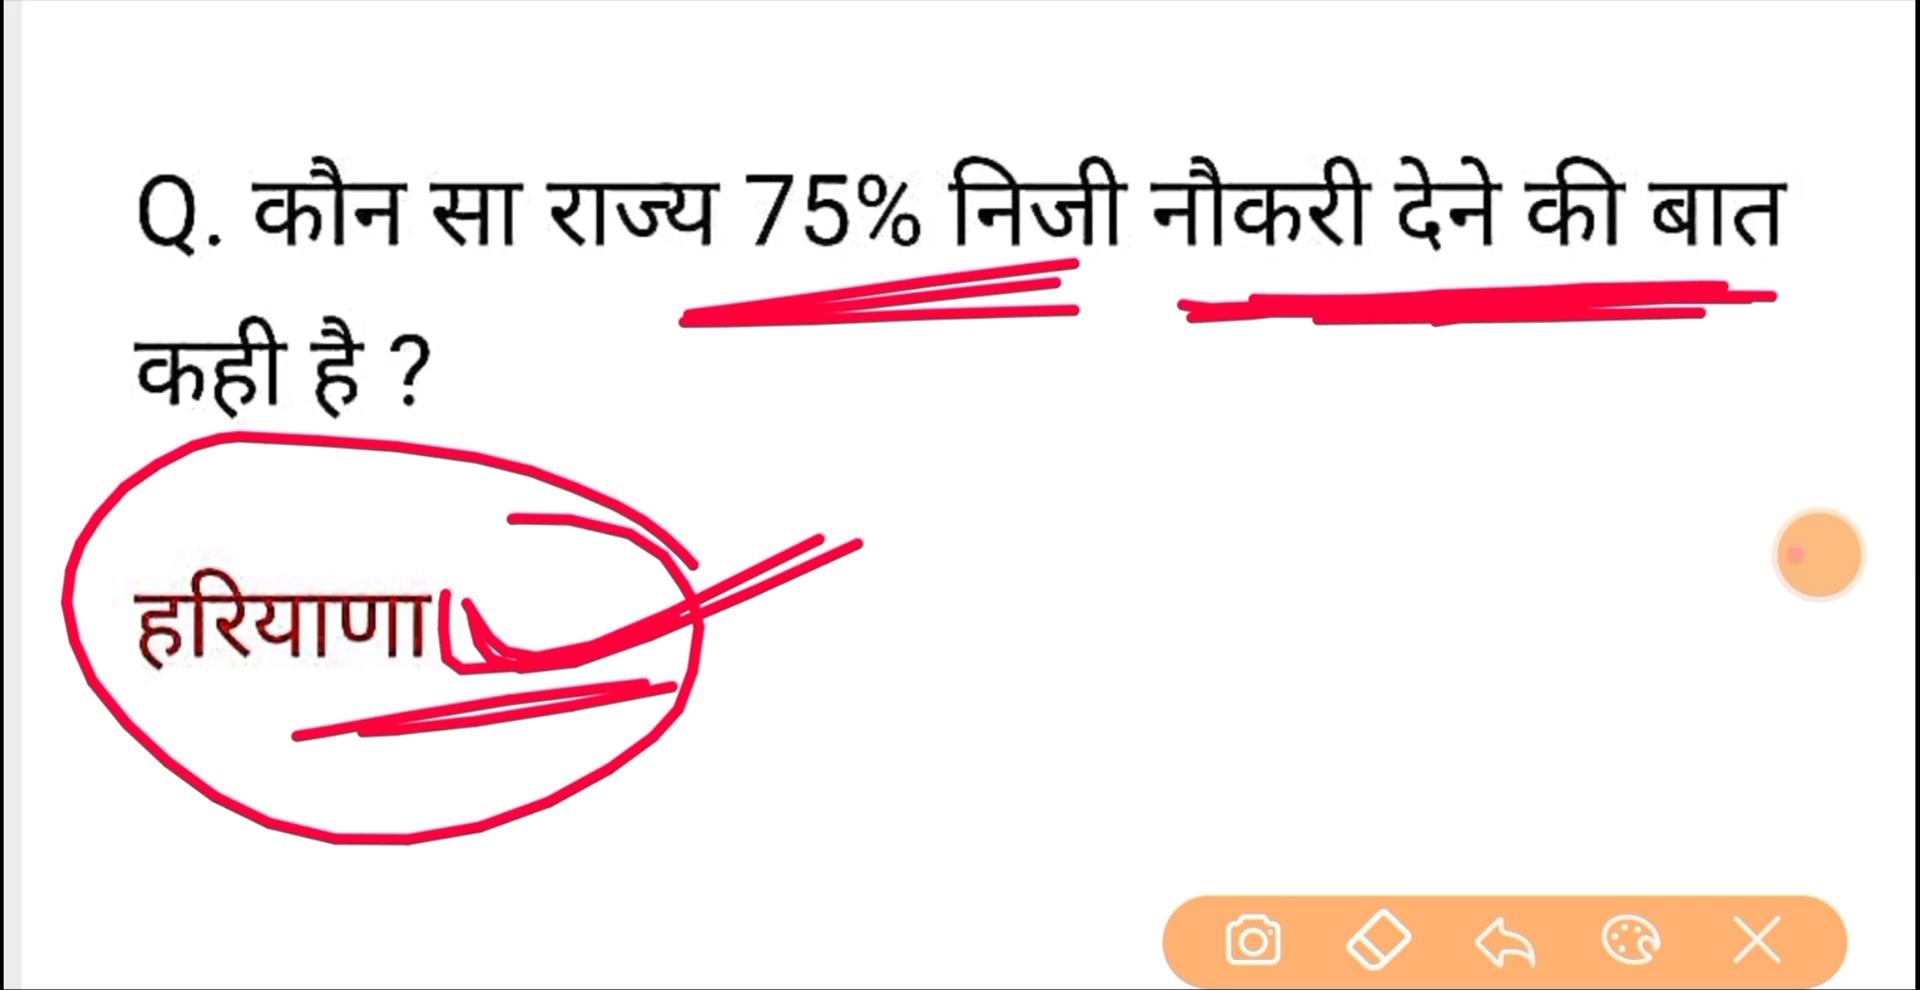 Q. कौन सा राज्य 75% निजी नौकरी देने की बात
कही है ?
हरियाणा